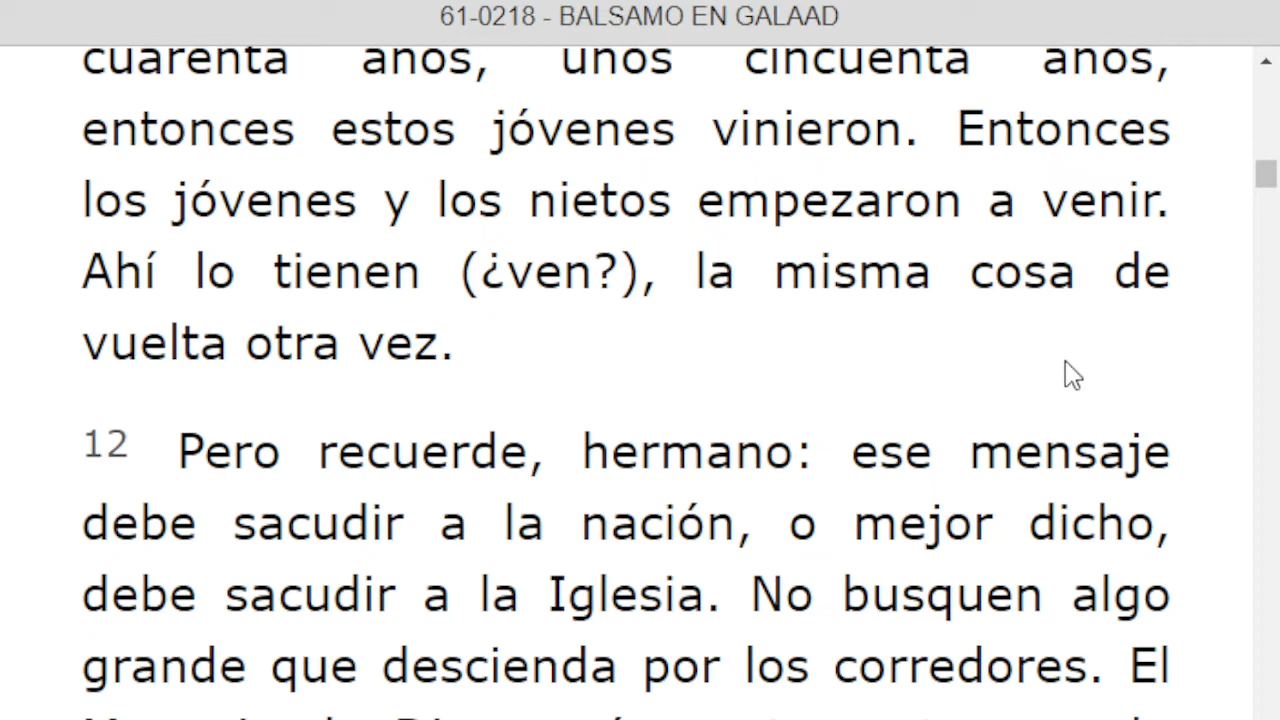 61-0218 - BALSAMO EN GALAAD
cuarenta años, unos cincuenta años,
entonces estos jóvenes vinieron. Entonces
los jóvenes y los nietos empezaron a venir.
Ahí lo tienen (¿ven?), la misma cosa de
vuelta otra vez.
12 Pero recuerde, hermano: ese mensaje
debe sacudir a la nación, o mejor dicho,
debe sacudir a la Iglesia. No busquen algo
grande que descienda por los corredores. El